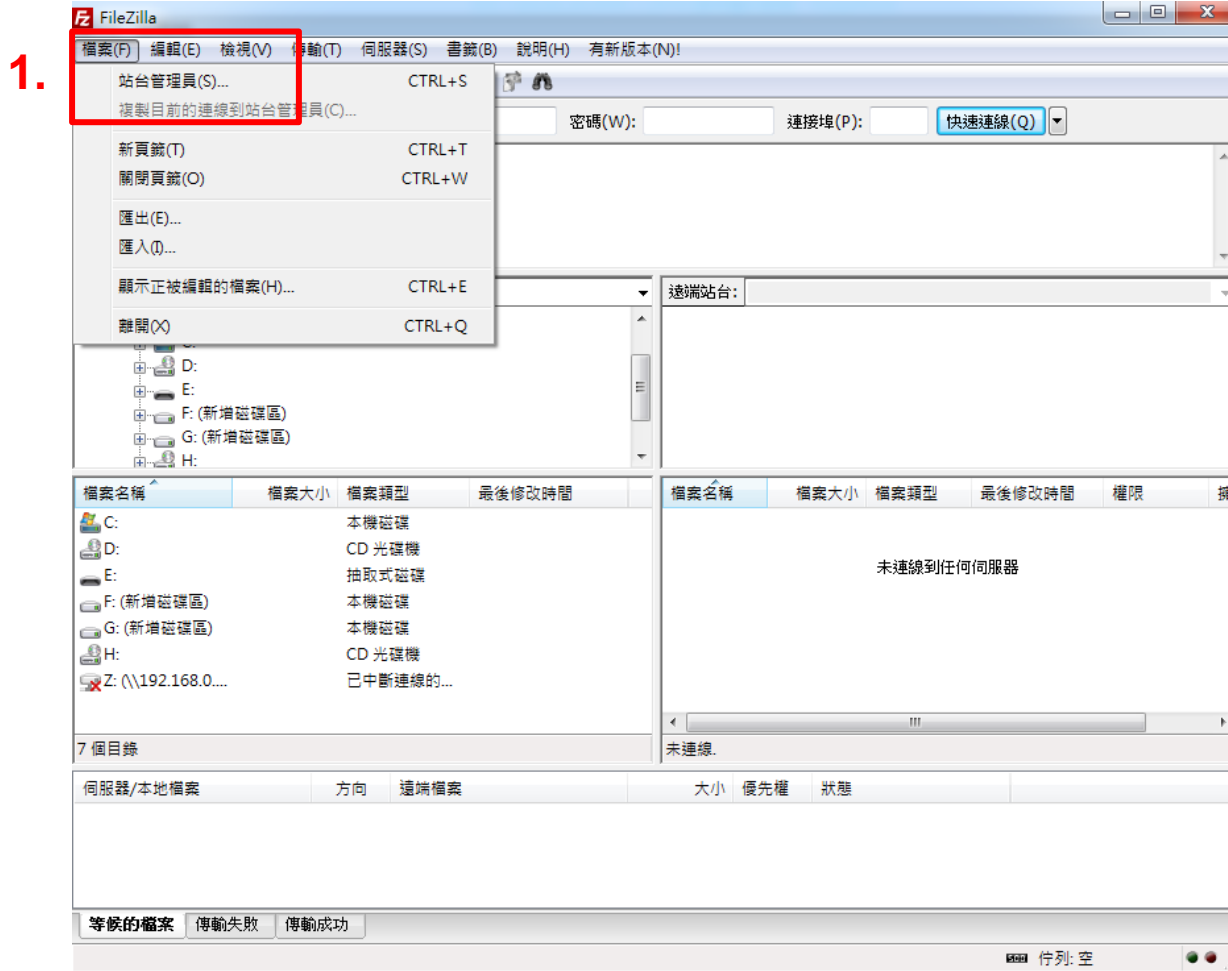 FileZilla
檔案(F) 編輯(E) 檢視(V) 傳輸(T) 伺服器(S) 書籤(B) 說明(H) 有新版本(N)!
1.
站台管理員(S)... CTRL+S
複製目前的連線到站台管理員(C)...
密碼(W): 連接埠(P): 快速連線(Q)
新頁籤(T) CTRL+T
關閉頁籤(O) CTRL+W
匯出(E)...
匯入(I)...
顯示正被編輯的檔案(H)... CTRL+E
遠端站台:
離開(X) CTRL+Q
D:
E:
F: (新增磁碟區)
G: (新增磁碟區)
H:
檔案名稱 檔案大小 檔案類型 最後修改時間
檔案名稱 檔案大小 檔案類型 最後修改時間 權限
C: 本機磁碟
D: CD 光碟機
E: 抽取式磁碟
F: (新增磁碟區) 本機磁碟
G: (新增磁碟區) 本機磁碟
H: CD 光碟機
Z: (\\192.168.0.... 已中斷連線的...
未連線到任何伺服器
7 個目錄
未連線.
伺服器/本地檔案 方向 遠端檔案 大小 優先權 狀態
等候的檔案 傳輸失敗 傳輸成功
佇列: 空